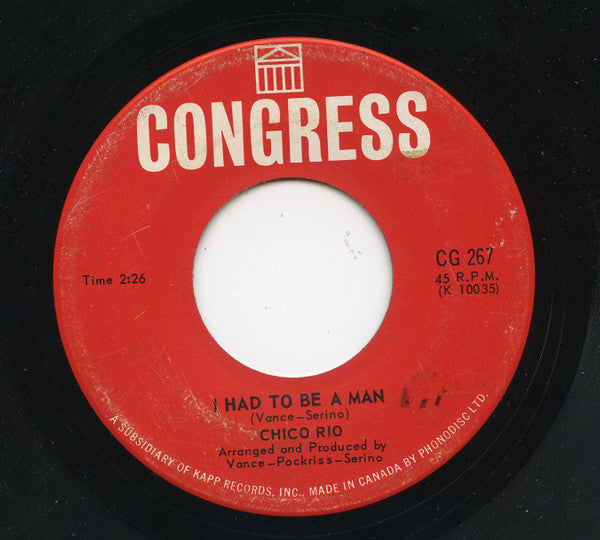 CONGRESS
Time 2:26
CG 267
45 R.P.M.
(K 10035)
I HAD TO BE A MAN
(Vance—Serino)
CHICO RIO
Arranged and Produced by
Vance—Pockriss—Serino
A SUBSIDIARY OF KAPP RECORDS, INC., MADE IN CANADA BY PHONODISC LTD.